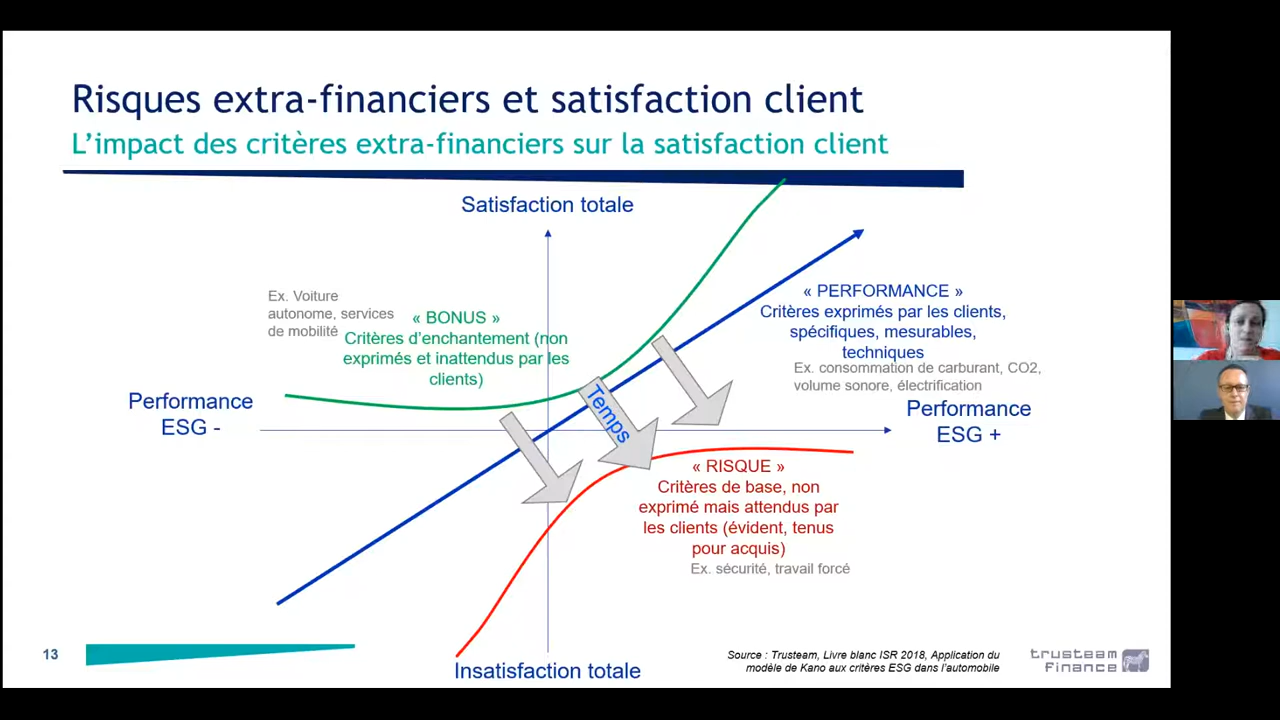 Risques extra-financiers et satisfaction client
L'impact des critères extra-financiers sur la satisfaction client
Satisfaction totale
Ex. Voiture
autonome, services
de mobilité
« BONUS »
Critères d'enchantement (non
exprimés et inattendus par les
clients)
« PERFORMANCE »
Critères exprimés par les clients,
spécifiques, mesurables,
techniques
Ex. consommation de carburant, CO2,
volume sonore, électrification
Performance
ESG -
Temps
Performance
ESG +
« RISQUE »
Critères de base, non
exprimé mais attendus par
les clients (évident, tenus
pour acquis)
Ex. sécurité, travail forcé
Insatisfaction totale
13
Source : Trusteam, Livre blanc ISR 2018, Application du
modèle de Kano aux critères ESG dans l'automobile
trusteam
finance